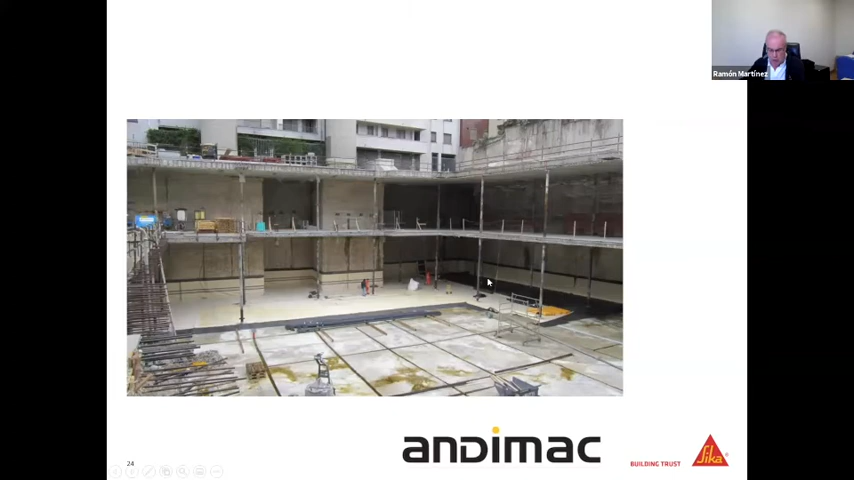 Ramón Martínez
andimac
BUILDING TRUST
Sika
24